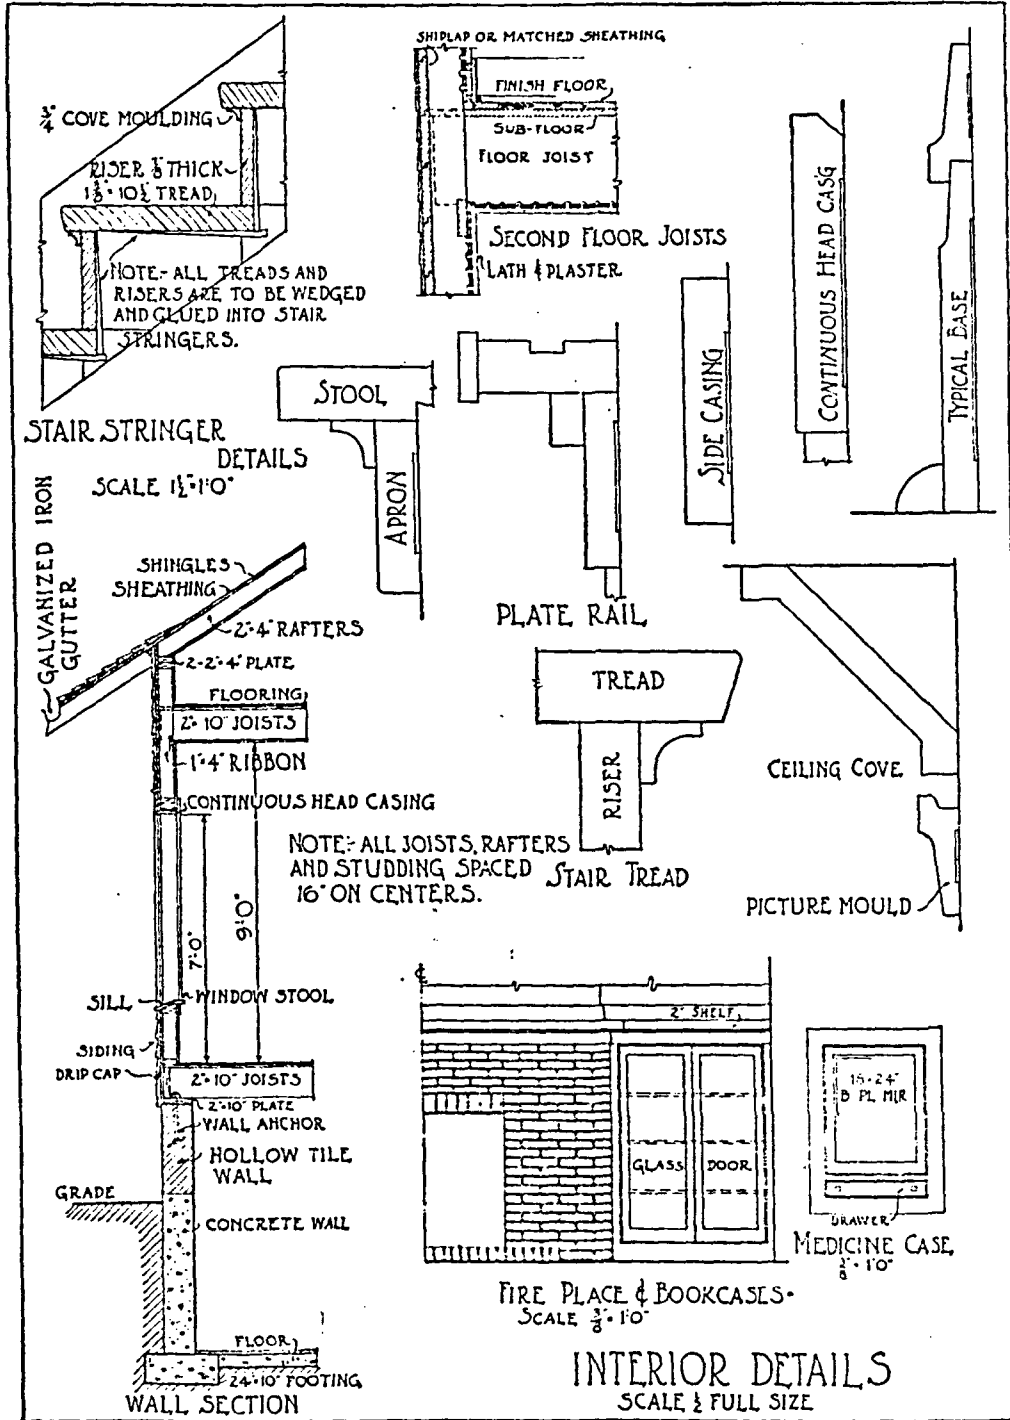 ¾" COVE MOULDING
RISER ⅞" THICK
1⅛"·10½" TREAD
NOTE:- ALL TREADS AND
RISERS ARE TO BE WEDGED
AND GLUED INTO STAIR
STRINGERS.
STAIR STRINGER
DETAILS
SCALE 1½"=1'0"
SHIPLAP OR MATCHED SHEATHING
FINISH FLOOR
SUB-FLOOR
FLOOR JOIST
SECOND FLOOR JOISTS
LATH & PLASTER
STOOL
APRON
PLATE RAIL
SIDE CASING
CONTINUOUS HEAD CAS'G
TYPICAL BASE
GALVANIZED IRON
GUTTER
SHINGLES
SHEATHING
2"·4" RAFTERS
2-2"·4" PLATE
FLOORING
2"·10" JOISTS
1"·4" RIBBON
CONTINUOUS HEAD CASING
9'-0"
7'-0"
SILL
WINDOW STOOL
SIDING
DRIP CAP
2"·10" JOISTS
2"·10" PLATE
WALL ANCHOR
HOLLOW TILE
WALL
GRADE
CONCRETE WALL
FLOOR
24"·10" FOOTING
WALL SECTION
NOTE:- ALL JOISTS, RAFTERS
AND STUDDING SPACED
16" ON CENTERS.
TREAD
RISER
STAIR TREAD
CEILING COVE
PICTURE MOULD
℄
2" SHELF
GLASS DOOR
FIRE PLACE & BOOKCASES·
SCALE ⅜"=1'0"
16·24"
B PL MIR
DRAWER
MEDICINE CASE
=1'0"
INTERIOR DETAILS
SCALE ½ FULL SIZE